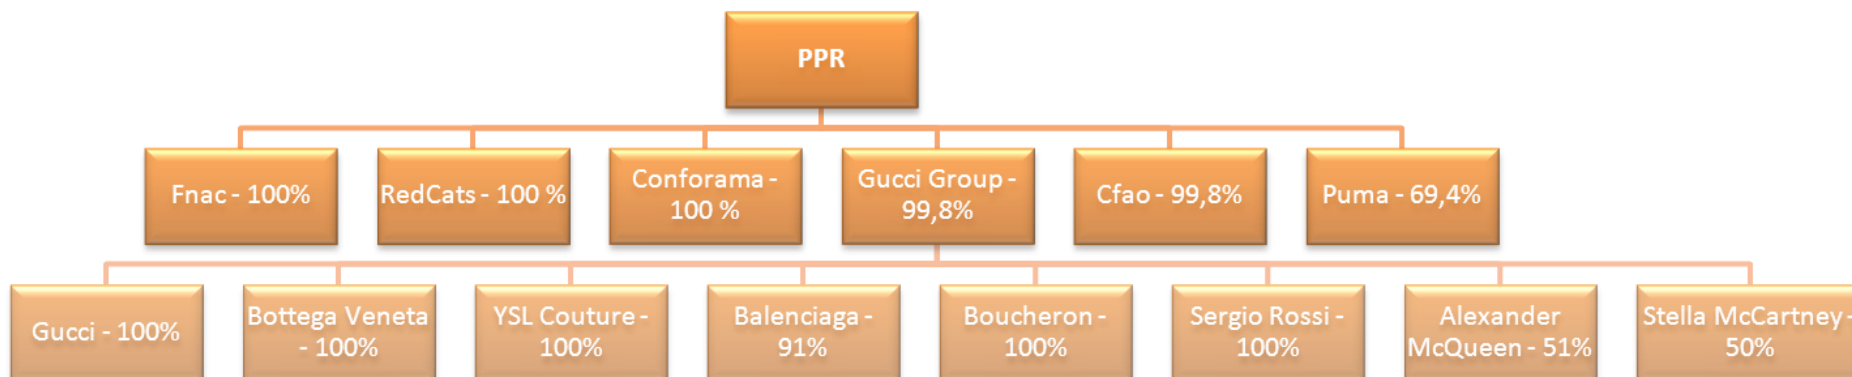 PPR
Fnac - 100%
RedCats - 100 %
Conforama -
100 %
Gucci Group -
99,8%
Cfao - 99,8%
Puma - 69,4%
Gucci - 100%
Bottega Veneta
- 100%
YSL Couture -
100%
Balenciaga -
91%
Boucheron -
100%
Sergio Rossi -
100%
Alexander
McQueen - 51%
Stella McCartney -
50%